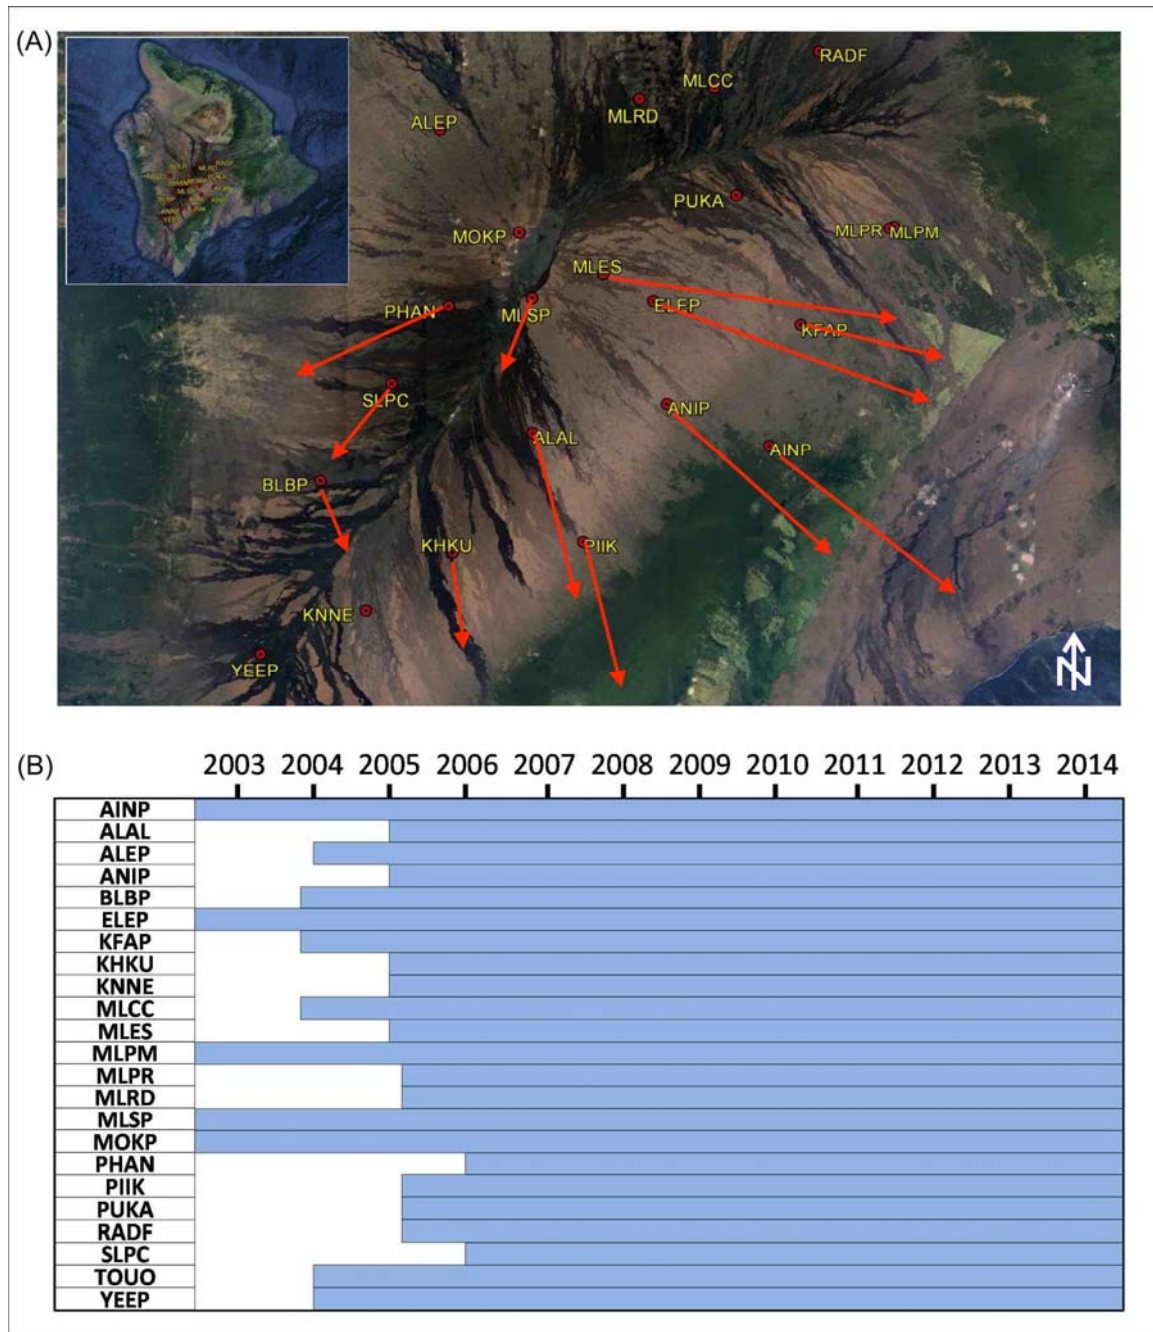 (A)
RADF
MLCC
MLRD
ALEP
PUKA
MLPR MLPM
MOKP
MLES
PHAN
MLSP
ELEP
KFAP
SLPC
ANIP
ALAL
AINP
BLBP
KHKU
PIIK
KNNE
YEEP
N
(B)
2003 2004 2005 2006 2007 2008 2009 2010 2011 2012 2013 2014
AINP
ALAL
ALEP
ANIP
BLBP
ELEP
KFAP
KHKU
KNNE
MLCC
MLES
MLPM
MLPR
MLRD
MLSP
MOKP
PHAN
PIIK
PUKA
RADF
SLPC
TOUO
YEEP